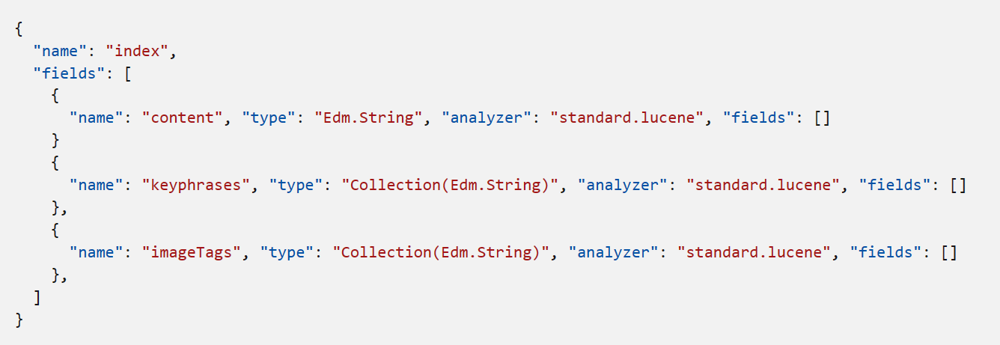 {
  "name": "index",
  "fields": [
    {
      "name": "content", "type": "Edm.String", "analyzer": "standard.lucene", "fields": []
    }
    {
      "name": "keyphrases", "type": "Collection(Edm.String)", "analyzer": "standard.lucene", "fields": []
    },
    {
      "name": "imageTags", "type": "Collection(Edm.String)", "analyzer": "standard.lucene", "fields": []
    },
  ]
}